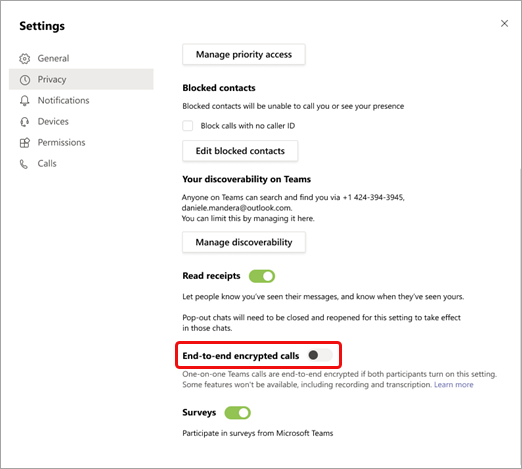 Settings
General
Privacy
Notifications
Devices
Permissions
Calls
Manage priority access
Blocked contacts
Blocked contacts will be unable to call you or see your presence
Block calls with no caller ID
Edit blocked contacts
Your discoverability on Teams
Anyone on Teams can search and find you via +1 424-394-3945,
daniele.mandera@outlook.com.
You can limit this by managing it here.
Manage discoverability
Read receipts
Let people know you've seen their messages, and know when they've seen yours.
Pop-out chats will need to be closed and reopened for this setting to take effect
in those chats.
End-to-end encrypted calls
One-on-one Teams calls are end-to-end encrypted if both participants turn on this setting.
Some features won't be available, including recording and transcription. Learn more
Surveys
Participate in surveys from Microsoft Teams